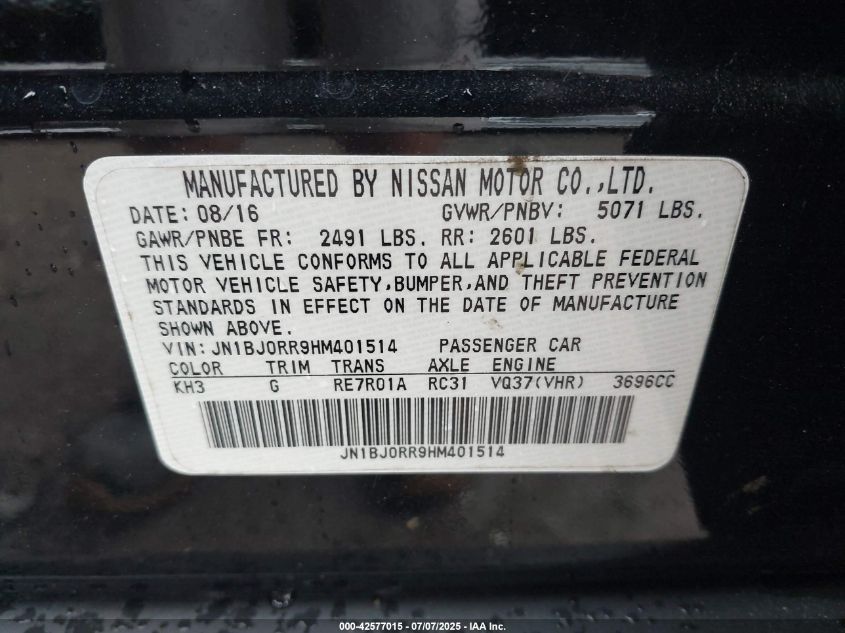 MANUFACTURED BY NISSAN MOTOR CO.,LTD.
DATE: 08/16 GVWR/PNBV: 5071 LBS.
GAWR/PNBE FR: 2491 LBS. RR: 2601 LBS.
THIS VEHICLE CONFORMS TO ALL APPLICABLE FEDERAL
MOTOR VEHICLE SAFETY,BUMPER,AND THEFT PREVENTION
STANDARDS IN EFFECT ON THE DATE OF MANUFACTURE
SHOWN ABOVE.
VIN:JN1BJ0RR9HM401514 PASSENGER CAR
COLOR TRIM TRANS AXLE ENGINE
KH3 G RE7R01A RC31 VQ37(VHR) 3696CC
JN1BJ0RR9HM401514
000-42577015 - 07/07/2025 - IAA Inc.